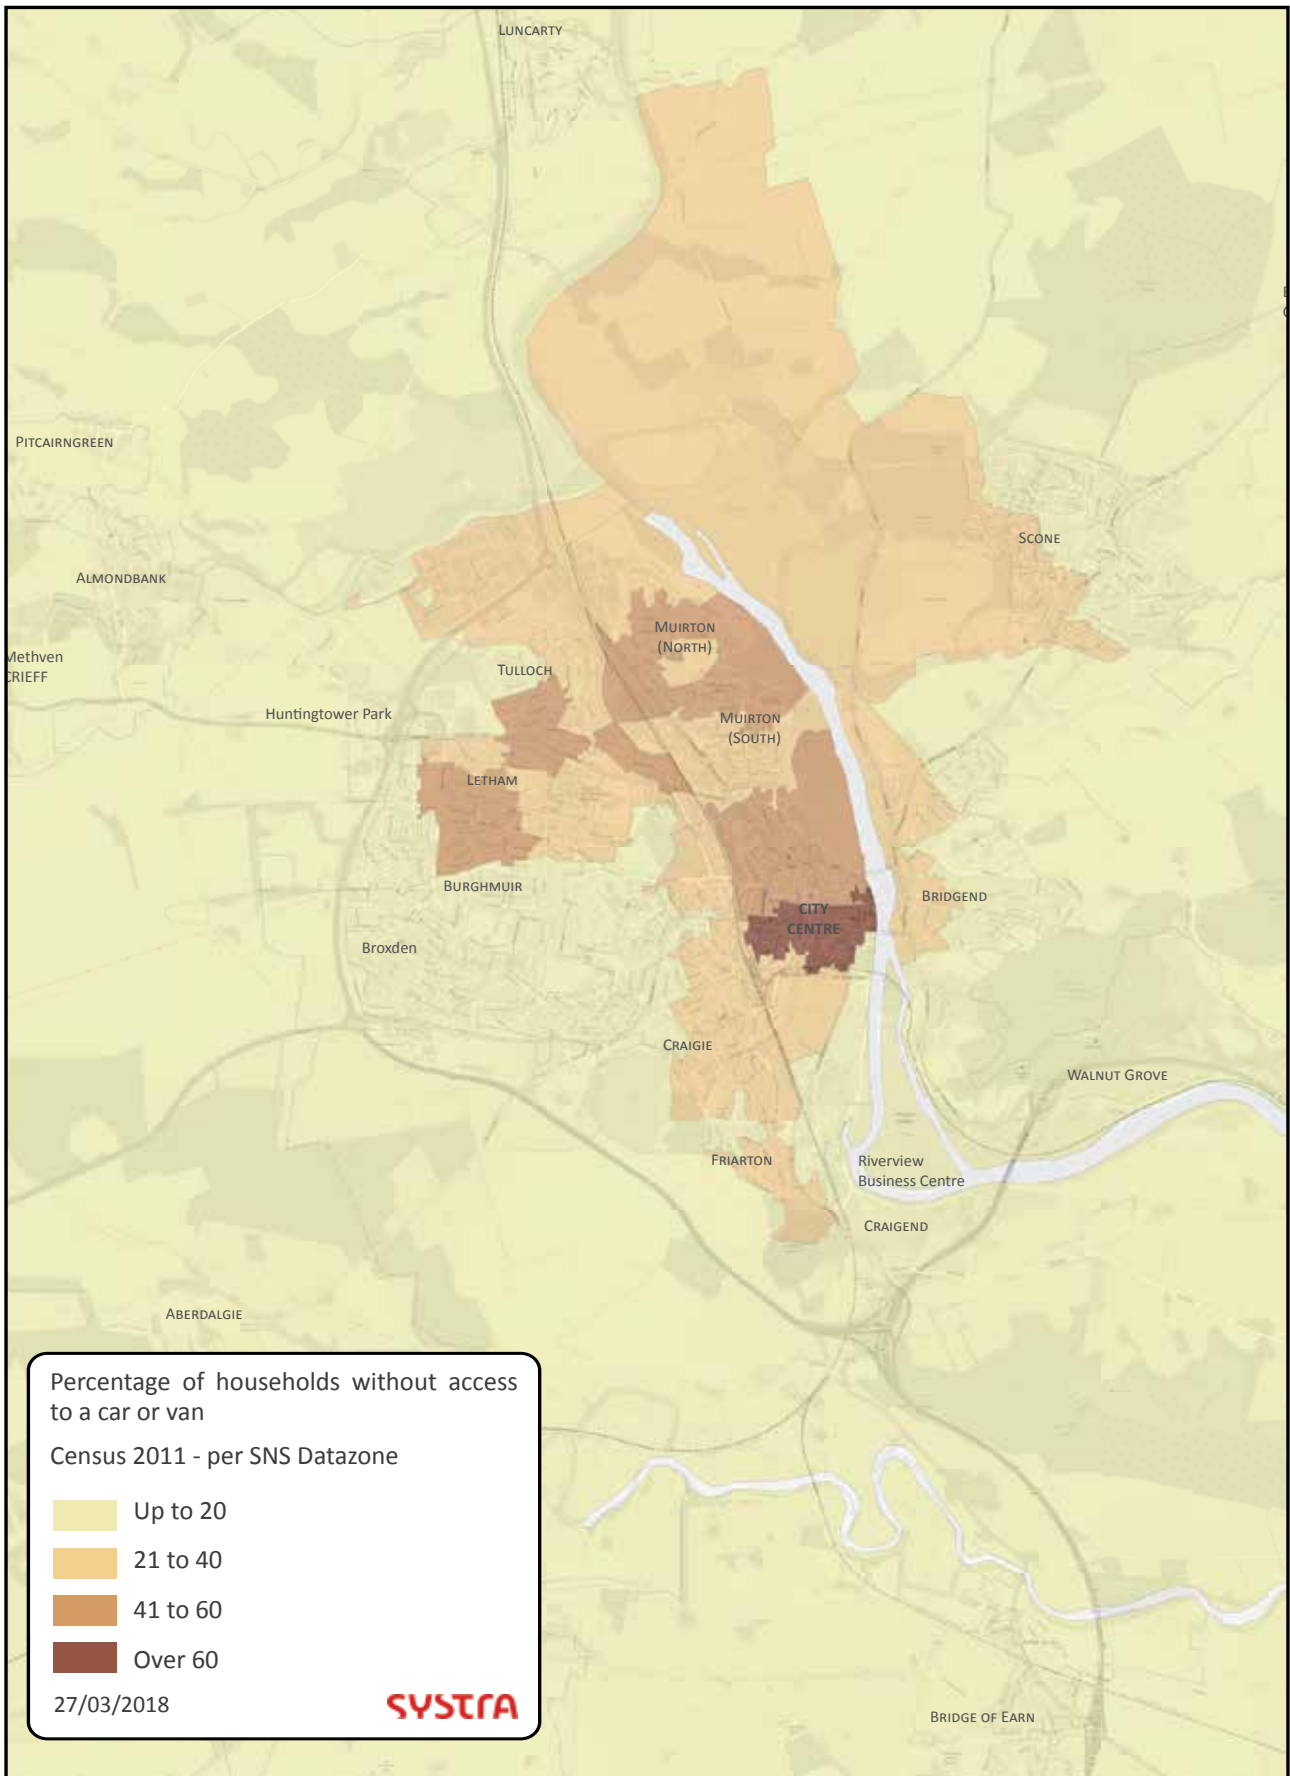 LUNCARTY
PITCAIRNGREEN
SCONE
ALMONDBANK
MUIRTON
(NORTH)
Methven
CRIEFF
TULLOCH
Huntingtower Park
MUIRTON
(SOUTH)
LETHAM
BURGHMUIR
BRIDGEND
CITY
CENTRE
Broxden
CRAIGIE
WALNUT GROVE
FRIARTON
Riverview
Business Centre
CRAIGEND
ABERDALGIE
Percentage of households without access
to a car or van
Census 2011 - per SNS Datazone
Up to 20
21 to 40
41 to 60
Over 60
27/03/2018
SYSTRA
BRIDGE OF EARN